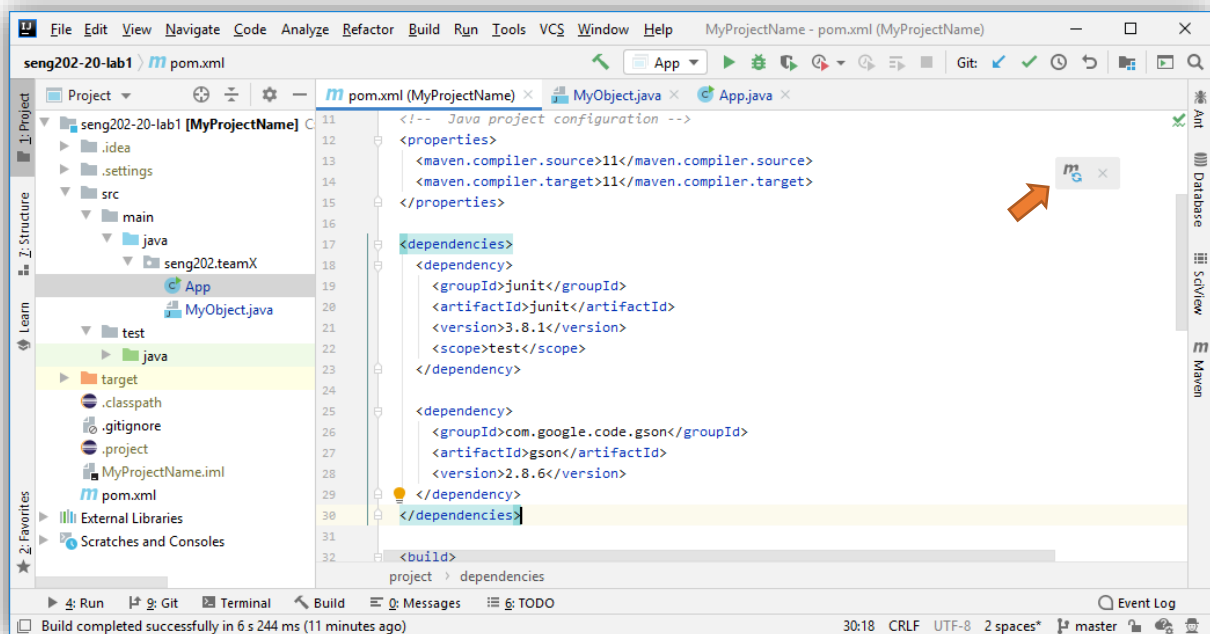 File Edit View Navigate Code Analyze Refactor Build Run Tools VCS Window Help MyProjectName - pom.xml (MyProjectName)
seng202-20-lab1 pom.xml App Git:
Project
pom.xml (MyProjectName) MyObject.java App.java
1: Project
Z: Structure
Learn
2: Favorites
seng202-20-lab1 [MyProjectName] C
.idea
.settings
src
main
java
seng202.teamX
App
MyObject.java
test
java
target
.classpath
.gitignore
.project
MyProjectName.iml
pom.xml
External Libraries
Scratches and Consoles
11 <!-- Java project configuration -->
12 <properties>
13 <maven.compiler.source>11</maven.compiler.source>
14 <maven.compiler.target>11</maven.compiler.target>
15 </properties>
16
17 <dependencies>
18 <dependency>
19 <groupId>junit</groupId>
20 <artifactId>junit</artifactId>
21 <version>3.8.1</version>
22 <scope>test</scope>
23 </dependency>
24
25 <dependency>
26 <groupId>com.google.code.gson</groupId>
27 <artifactId>gson</artifactId>
28 <version>2.8.6</version>
29 </dependency>
30 </dependencies>
31
32 <build>
project > dependencies
Ant
Database
SciView
Maven
4: Run 9: Git Terminal Build 0: Messages 6: TODO Event Log
Build completed successfully in 6 s 244 ms (11 minutes ago) 30:18 CRLF UTF-8 2 spaces* master